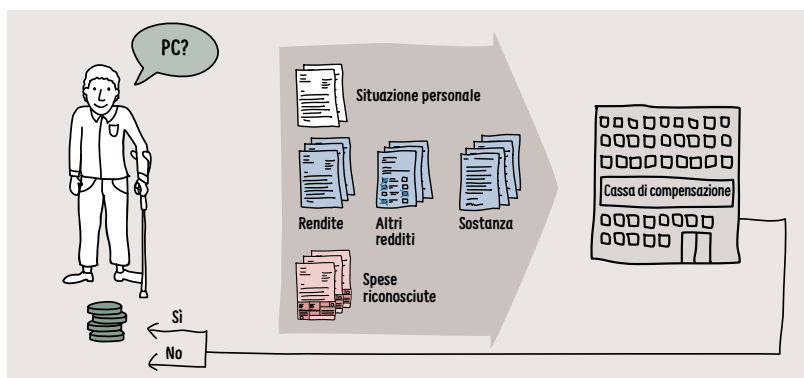 PC?
Situazione personale
Rendite
Altri
redditi
Sostanza
Spese
riconosciute
Cassa di compensazione
Sì
No